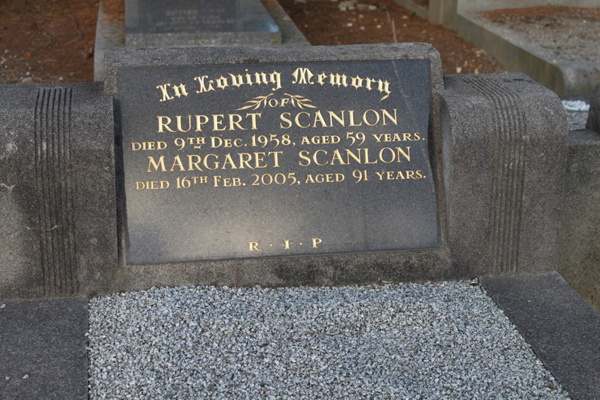 In Loving Memory
OF
RUPERT SCANLON
DIED 9TH DEC. 1958, AGED 59 YEARS.
MARGARET SCANLON
DIED 16TH FEB. 2005, AGED 91 YEARS.
R · I · P